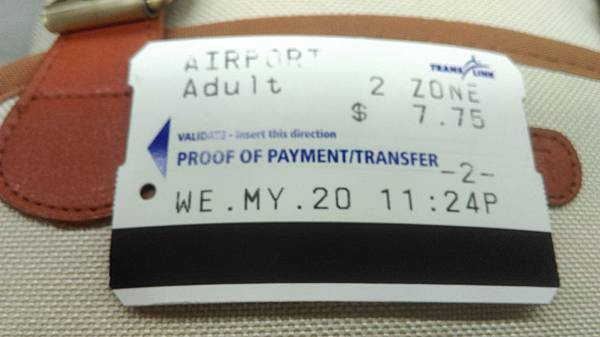 AIRPORT
TRANS LINK
Adult 2 ZONE
$ 7.75
VALIDATE - insert this direction
PROOF OF PAYMENT/TRANSFER
-2-
WE.MY.20 11:24P